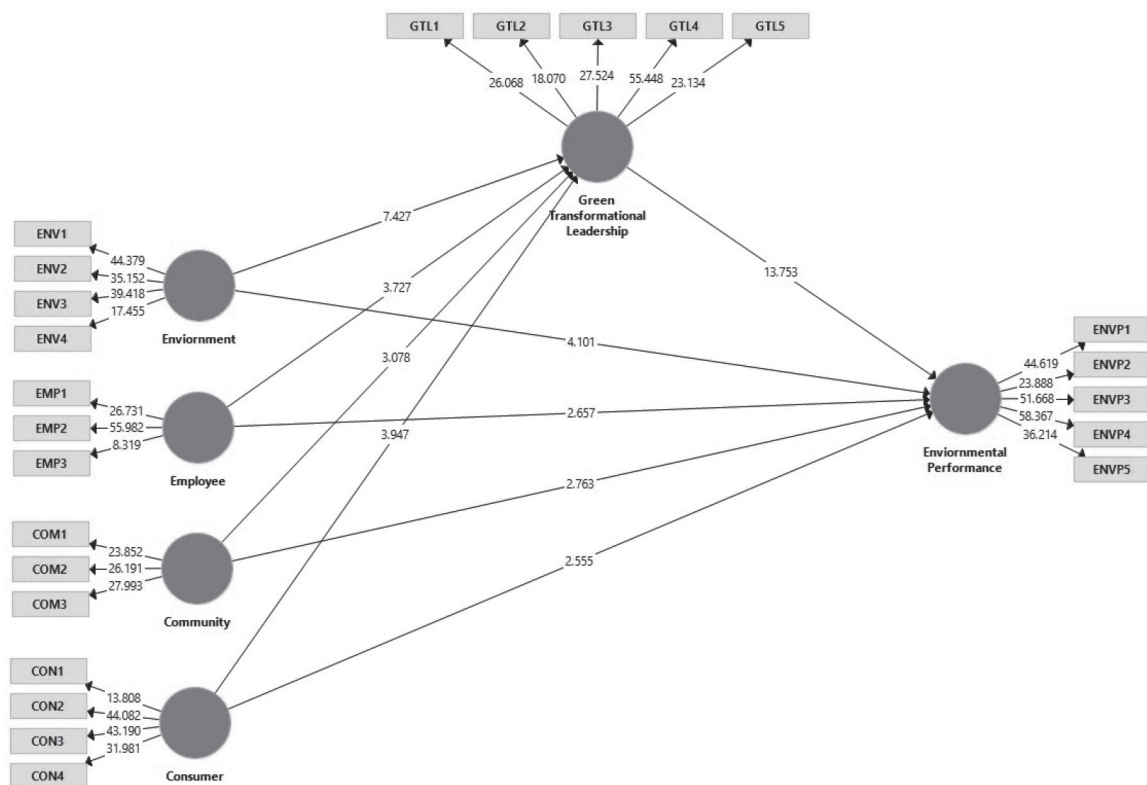 GTL1 GTL2 GTL3 GTL4 GTL5
26.068 18.070 27.524 55.448 23.134
Green
Transformational
Leadership
7.427
13.753
ENV1
ENV2
ENV3
ENV4
44.379
35.152
39.418
17.455
Enviornment
3.727
4.101
3.078
EMP1
EMP2
EMP3
26.731
55.982
8.319
Employee
2.657
3.947
ENVP1
ENVP2
ENVP3
ENVP4
ENVP5
44.619
23.888
51.668
58.367
36.214
Enviornmental
Performance
COM1
COM2
COM3
23.852
26.191
27.993
Community
2.763
2.555
CON1
CON2
CON3
CON4
13.808
44.082
43.190
31.981
Consumer